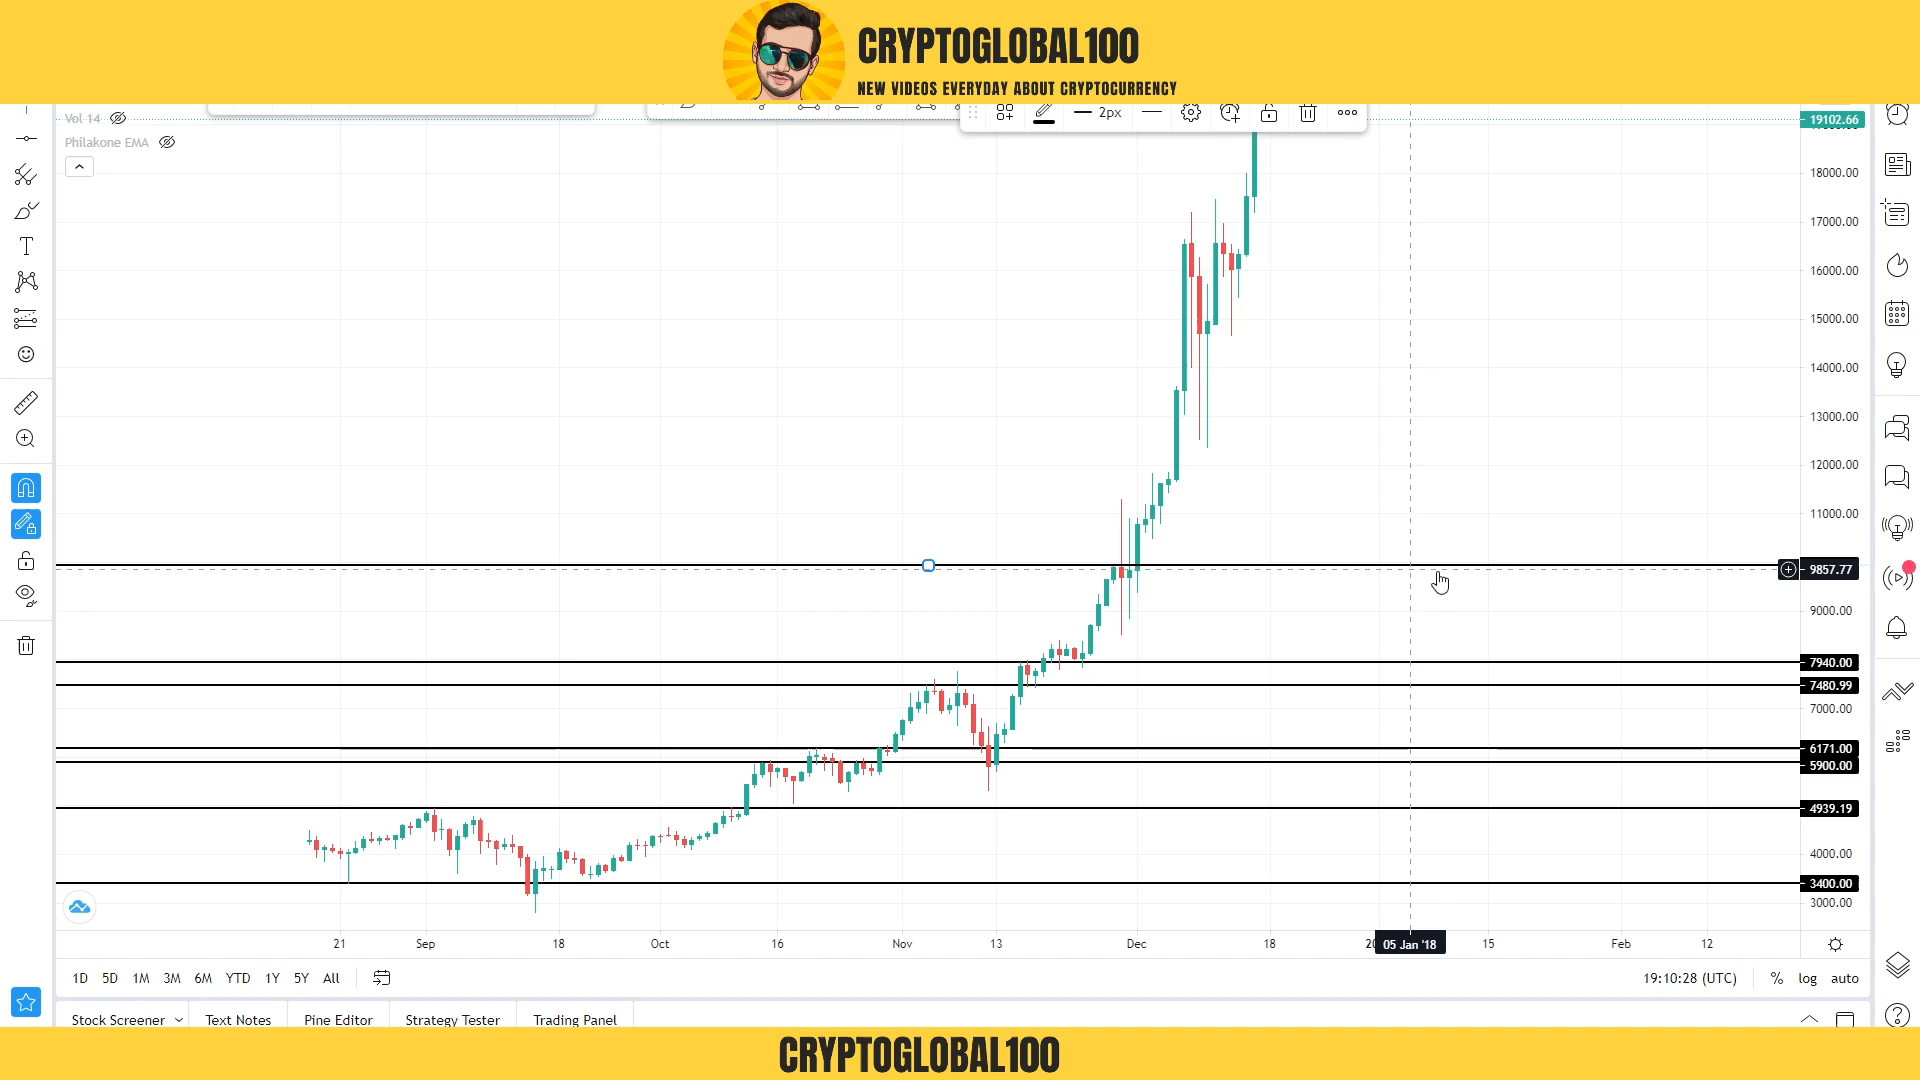 CRYPTOGLOBAL100
NEW VIDEOS EVERYDAY ABOUT CRYPTOCURRENCY
Vol 14
2px
19102.66
Philakone EMA
18000.00
17000.00
16000.00
15000.00
14000.00
13000.00
12000.00
11000.00
9857.77
9000.00
7940.00
7480.99
7000.00
6171.00
5900.00
4939.19
4000.00
3400.00
3000.00
21 Sep 18 Oct 16 Nov 13 Dec 18 05 Jan '18 15 Feb 12
1D 5D 1M 3M 6M YTD 1Y 5Y All 19:10:28 (UTC) % log auto
Stock Screener Text Notes Pine Editor Strategy Tester Trading Panel
CRYPTOGLOBAL100